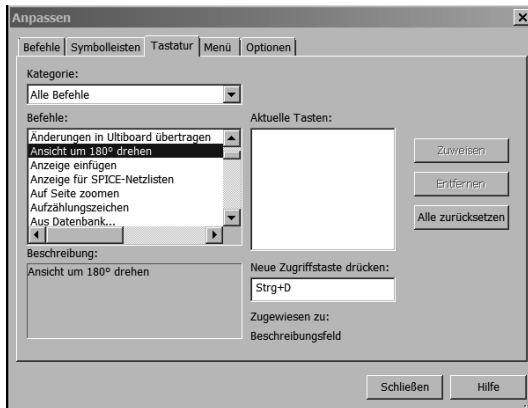 Anpassen
Befehle Symbolleisten Tastatur Menü Optionen
Kategorie:
Alle Befehle
Befehle:
Änderungen in Ultiboard übertragen
Ansicht um 180º drehen
Anzeige einfügen
Anzeige für SPICE-Netzlisten
Auf Seite zoomen
Aufzählungszeichen
Aus Datenbank...
Beschreibung:
Ansicht um 180º drehen
Aktuelle Tasten:
Neue Zugriffstaste drücken:
Strg+D
Zugewiesen zu:
Beschreibungsfeld
Zuweisen
Entfernen
Alle zurücksetzen
Schließen
Hilfe